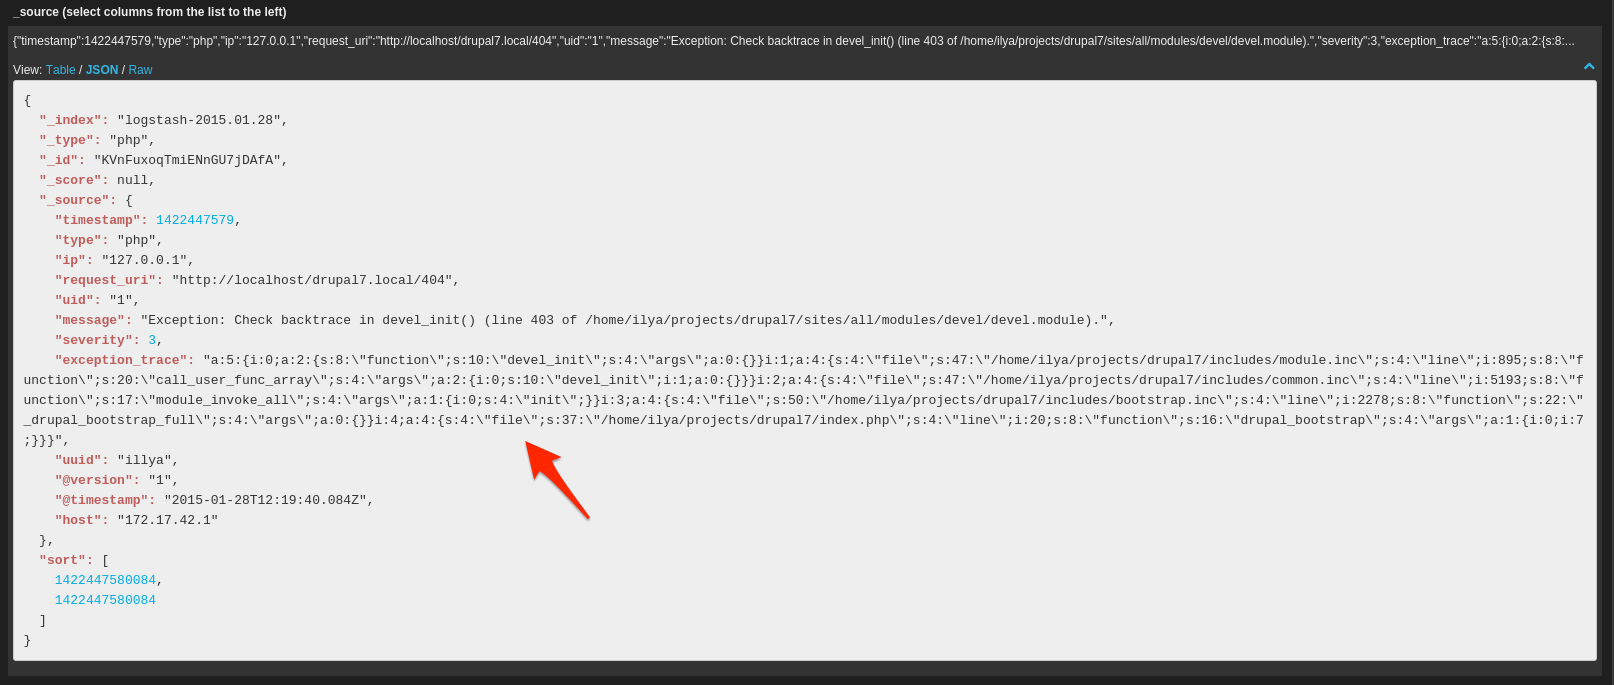 _source (select columns from the list to the left)
{"timestamp":1422447579,"type":"php","ip":"127.0.0.1","request_uri":"http://localhost/drupal7.local/404","uid":"1","message":"Exception: Check backtrace in devel_init() (line 403 of /home/ilya/projects/drupal7/sites/all/modules/devel/devel.module).","severity":3,"exception_trace":"a:5:{i:0;a:2:{s:8:...
View: Table / JSON / Raw
{
"_index": "logstash-2015.01.28",
"_type": "php",
"_id": "KVnFuxoqTmiENnGU7jDAfA",
"_score": null,
"_source": {
"timestamp": 1422447579,
"type": "php",
"ip": "127.0.0.1",
"request_uri": "http://localhost/drupal7.local/404",
"uid": "1",
"message": "Exception: Check backtrace in devel_init() (line 403 of /home/ilya/projects/drupal7/sites/all/modules/devel/devel.module).",
"severity": 3,
"exception_trace": "a:5:{i:0;a:2:{s:8:\"function\";s:10:\"devel_init\";s:4:\"args\";a:0:{}}i:1;a:4:{s:4:\"file\";s:47:\"/home/ilya/projects/drupal7/includes/module.inc\";s:4:\"line\";i:895;s:8:\"f
unction\";s:20:\"call_user_func_array\";s:4:\"args\";a:2:{i:0;s:10:\"devel_init\";i:1;a:0:{}}}i:2;a:4:{s:4:\"file\";s:47:\"/home/ilya/projects/drupal7/includes/common.inc\";s:4:\"line\";i:5193;s:8:\"f
unction\";s:17:\"module_invoke_all\";s:4:\"args\";a:1:{i:0;s:4:\"init\";}}i:3;a:4:{s:4:\"file\";s:50:\"/home/ilya/projects/drupal7/includes/bootstrap.inc\";s:4:\"line\";i:2278;s:8:\"function\";s:22:\"
_drupal_bootstrap_full\";s:4:\"args\";a:0:{}}i:4;a:4:{s:4:\"file\";s:37:\"/home/ilya/projects/drupal7/index.php\";s:4:\"line\";i:20;s:8:\"function\";s:16:\"drupal_bootstrap\";s:4:\"args\";a:1:{i:0;i:7
;}}}",
"uuid": "illya",
"@version": "1",
"@timestamp": "2015-01-28T12:19:40.084Z",
"host": "172.17.42.1"
},
"sort": [
1422447580084,
1422447580084
]
}